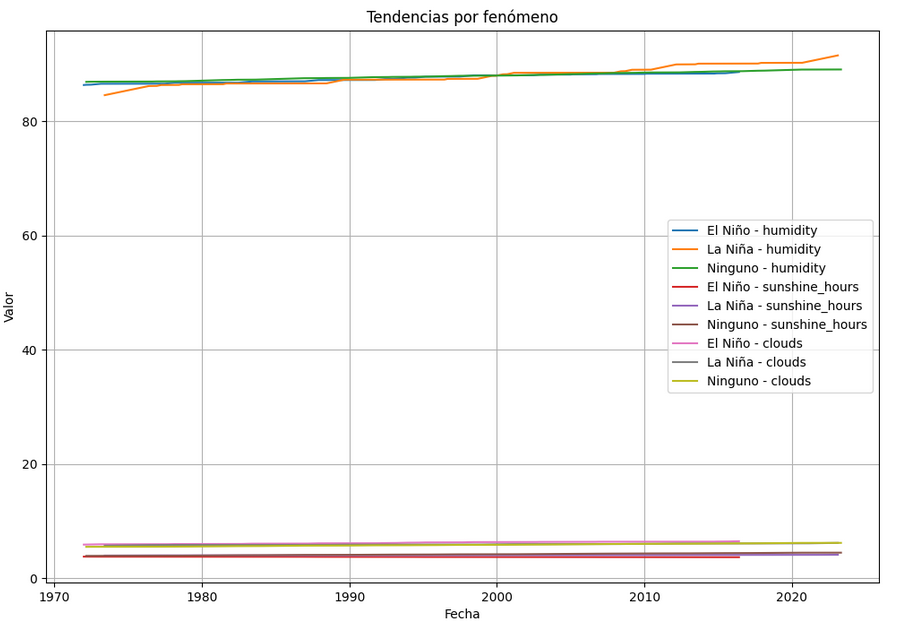 Tendencias por fenómeno
Valor
80
60
40
20
0
El Niño - humidity
La Niña - humidity
Ninguno - humidity
El Niño - sunshine_hours
La Niña - sunshine_hours
Ninguno - sunshine_hours
El Niño - clouds
La Niña - clouds
Ninguno - clouds
1970 1980 1990 2000 2010 2020
Fecha